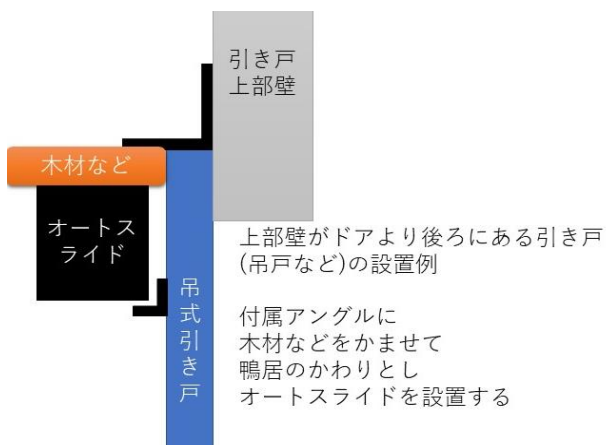 引き戸
上部壁
木材など
オートス
ライド
吊
式
引
き
戸
上部壁がドアより後ろにある引き戸
(吊戸など)の設置例
付属アングルに
木材などをかませて
鴨居のかわりとし
オートスライドを設置する